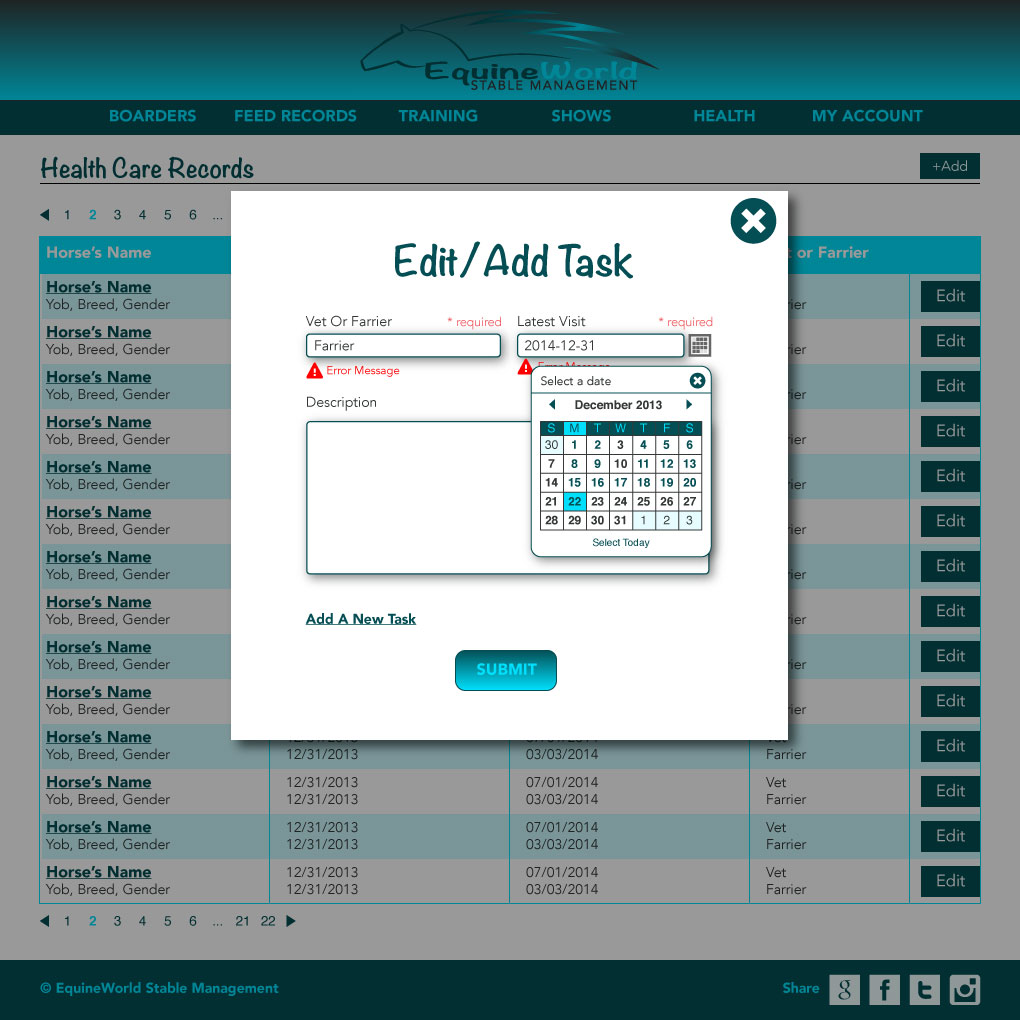 EquineWorld
STABLE MANAGEMENT
BOARDERS FEED RECORDS TRAINING SHOWS HEALTH MY ACCOUNT
Health Care Records
+Add
1 2 3 4 5 6 ...
Horse's Name
or Farrier
Edit/Add Task
Vet Or Farrier * required
Latest Visit * required
Farrier
2014-12-31
Error Message
Error Message
Description
Select a date
December 2013
S M T W T F S
30 1 2 3 4 5 6
7 8 9 10 11 12 13
14 15 16 17 18 19 20
21 22 23 24 25 26 27
28 29 30 31 1 2 3
Select Today
Add A New Task
SUBMIT
Horse's Name
Yob, Breed, Gender
Edit
Horse's Name
Yob, Breed, Gender
Edit
Horse's Name
Yob, Breed, Gender
Edit
Horse's Name
Yob, Breed, Gender
Edit
Horse's Name
Yob, Breed, Gender
Edit
Horse's Name
Yob, Breed, Gender
Edit
Horse's Name
Yob, Breed, Gender
Edit
Horse's Name
Yob, Breed, Gender
Edit
Horse's Name
Yob, Breed, Gender
Edit
Horse's Name
Yob, Breed, Gender
Edit
Horse's Name
Yob, Breed, Gender 12/31/2013 03/03/2014 Farrier
Edit
Horse's Name 12/31/2013 07/01/2014 Vet
Yob, Breed, Gender 12/31/2013 03/03/2014 Farrier
Edit
Horse's Name 12/31/2013 07/01/2014 Vet
Yob, Breed, Gender 12/31/2013 03/03/2014 Farrier
Edit
Horse's Name 12/31/2013 07/01/2014 Vet
Yob, Breed, Gender 12/31/2013 03/03/2014 Farrier
Edit
1 2 3 4 5 6 ... 21 22
© EquineWorld Stable Management
Share